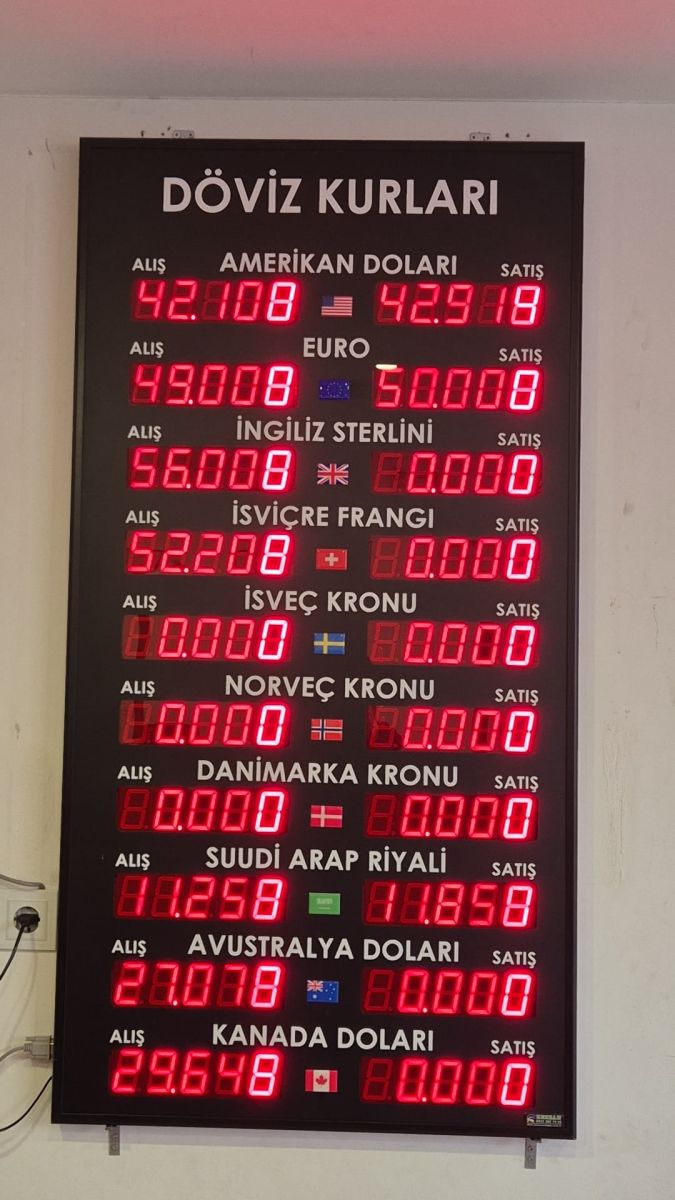 DÖVİZ KURLARI
AMERİKAN DOLARI
ALIŞ SATIŞ
42.108 42.918
EURO
ALIŞ SATIŞ
49.008 50.008
İNGİLİZ STERLİNİ
ALIŞ SATIŞ
56.008 0.000
İSVİÇRE FRANGI
ALIŞ SATIŞ
52.208 0.000
İSVEÇ KRONU
ALIŞ SATIŞ
0.000 0.000
NORVEÇ KRONU
ALIŞ SATIŞ
0.000 0.000
DANİMARKA KRONU
ALIŞ SATIŞ
0.000 0.000
SUUDİ ARAP RİYALİ
ALIŞ SATIŞ
11.258 11.858
AVUSTRALYA DOLARI
ALIŞ SATIŞ
27.078 0.000
KANADA DOLARI
ALIŞ SATIŞ
29.648 0.000